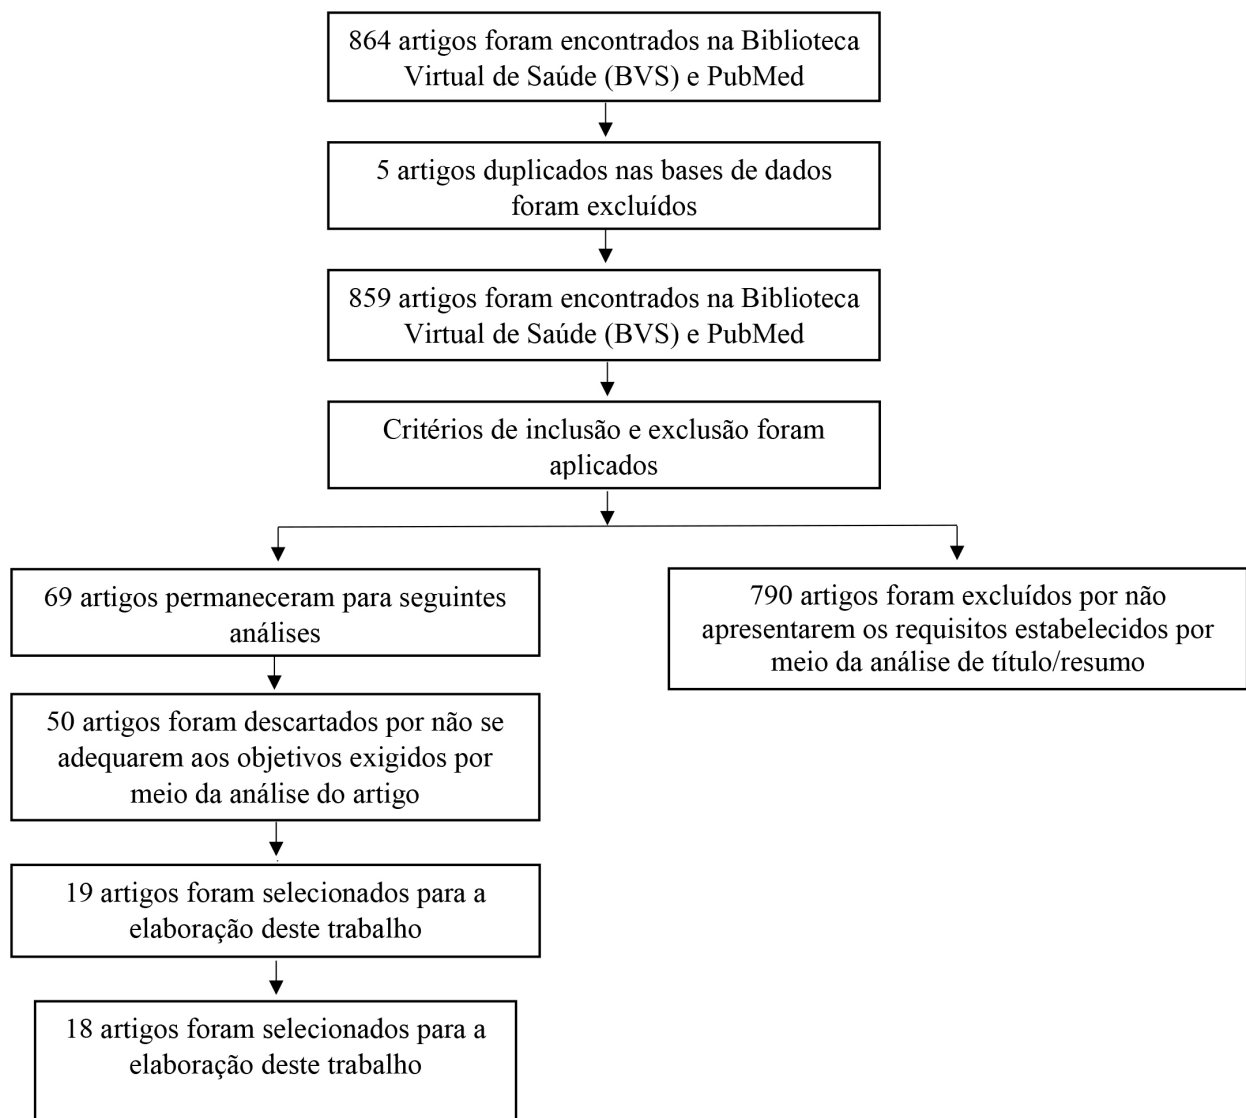 864 artigos foram encontrados na Biblioteca
Virtual de Saúde (BVS) e PubMed
5 artigos duplicados nas bases de dados
foram excluídos
859 artigos foram encontrados na Biblioteca
Virtual de Saúde (BVS) e PubMed
Critérios de inclusão e exclusão foram
aplicados
69 artigos permaneceram para seguintes
análises
790 artigos foram excluídos por não
apresentarem os requisitos estabelecidos por
meio da análise de título/resumo
50 artigos foram descartados por não se
adequarem aos objetivos exigidos por
meio da análise do artigo
19 artigos foram selecionados para a
elaboração deste trabalho
18 artigos foram selecionados para a
elaboração deste trabalho